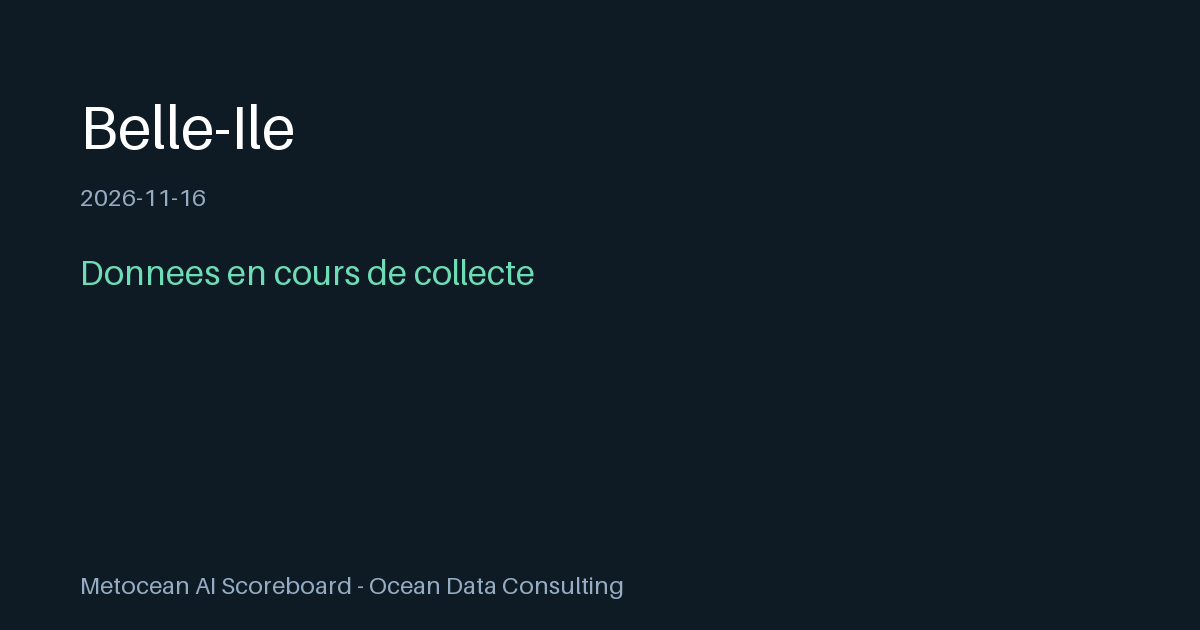 Belle-Ile
2026-11-16
Donnees en cours de collecte
Metocean AI Scoreboard - Ocean Data Consulting